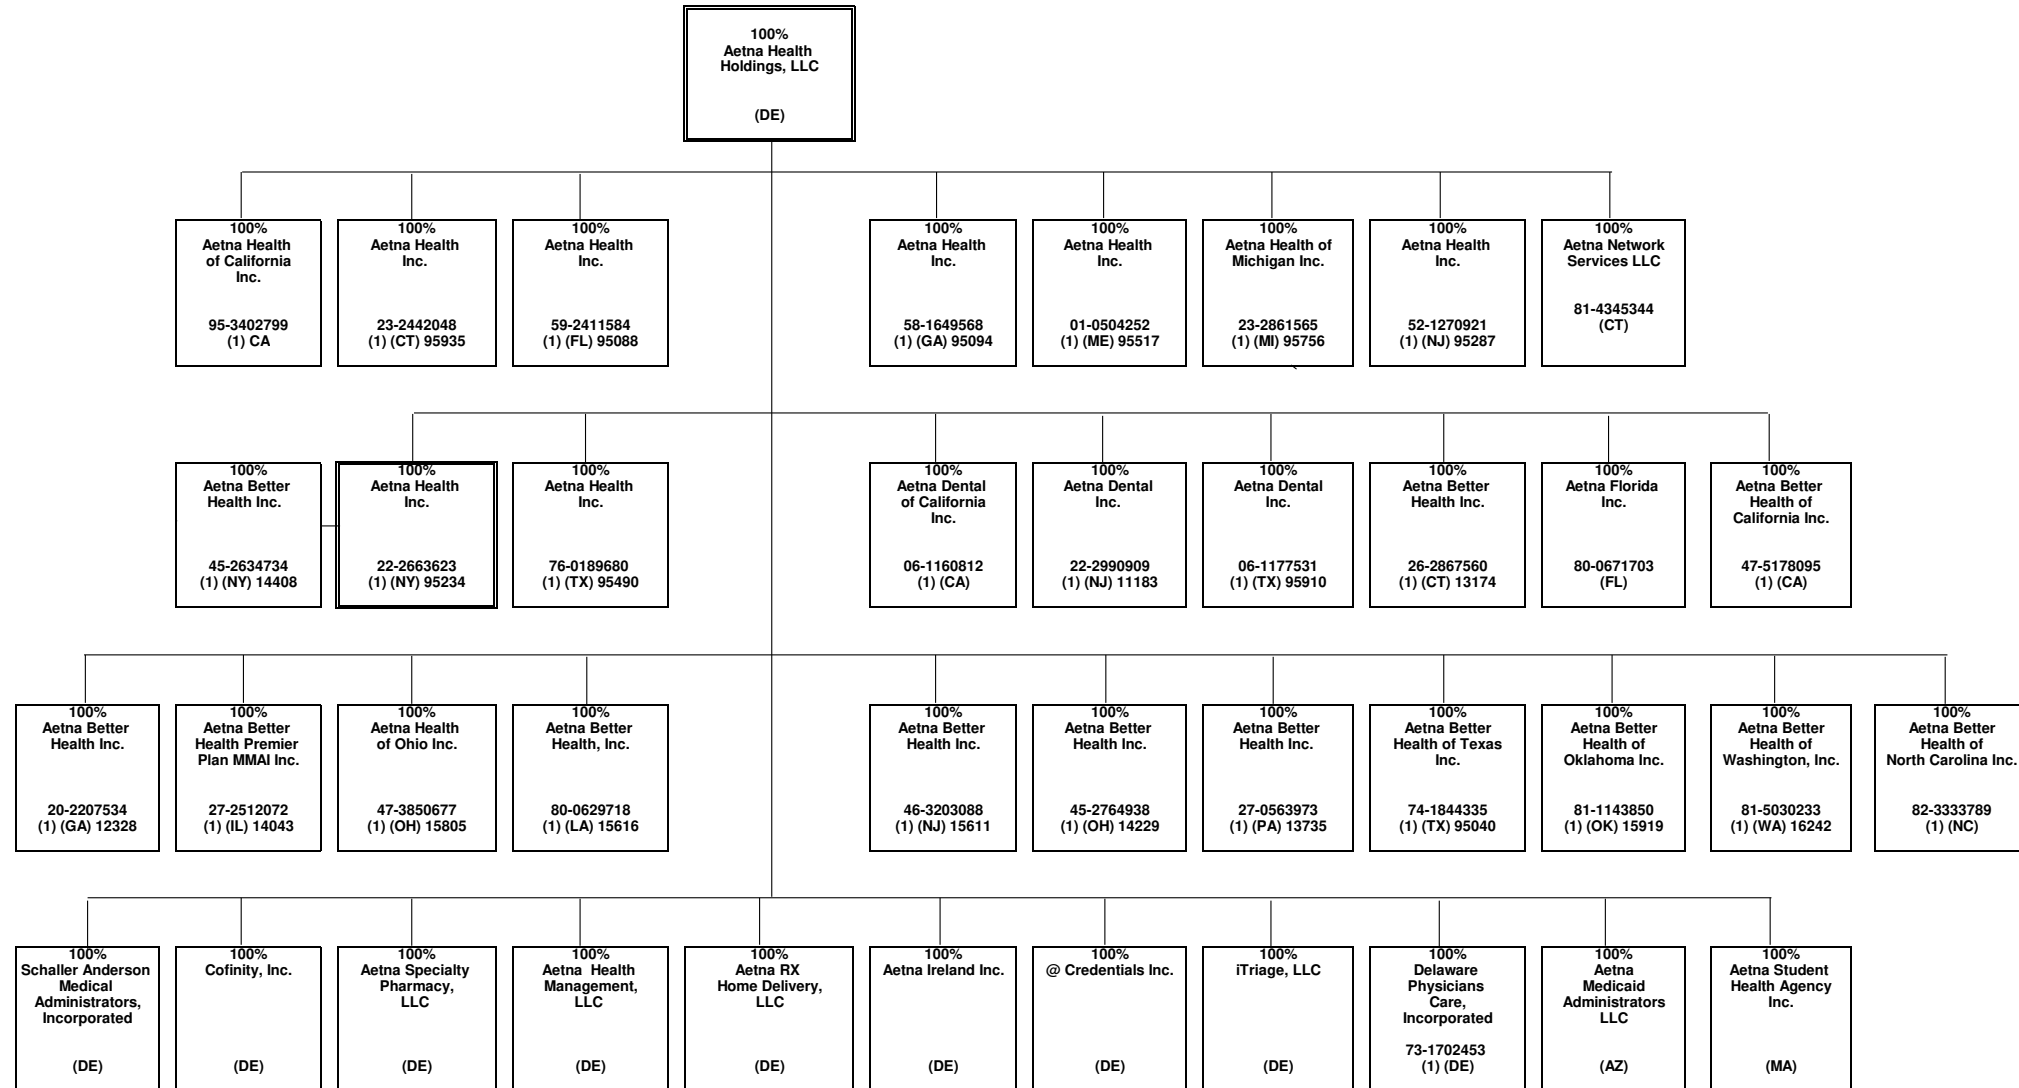 100%
Aetna Health
Holdings, LLC
(DE)
100%
Aetna Health
of California
Inc.
95-3402799
(1) CA
100%
Aetna Health
Inc.
23-2442048
(1) (CT) 95935
100%
Aetna Health
Inc.
59-2411584
(1) (FL) 95088
100%
Aetna Health
Inc.
58-1649568
(1) (GA) 95094
100%
Aetna Health
Inc.
01-0504252
(1) (ME) 95517
100%
Aetna Health of
Michigan Inc.
23-2861565
(1) (MI) 95756
100%
Aetna Health
Inc.
52-1270921
(1) (NJ) 95287
100%
Aetna Network
Services LLC
81-4345344
(CT)
100%
Aetna Better
Health Inc.
45-2634734
(1) (NY) 14408
100%
Aetna Health
Inc.
22-2663623
(1) (NY) 95234
100%
Aetna Health
Inc.
76-0189680
(1) (TX) 95490
100%
Aetna Dental
of California
Inc.
06-1160812
(1) (CA)
100%
Aetna Dental
Inc.
22-2990909
(1) (NJ) 11183
100%
Aetna Dental
Inc.
06-1177531
(1) (TX) 95910
100%
Aetna Better
Health Inc.
26-2867560
(1) (CT) 13174
100%
Aetna Florida
Inc.
80-0671703
(FL)
100%
Aetna Better
Health of
California Inc.
47-5178095
(1) (CA)
100%
Aetna Better
Health Inc.
20-2207534
(1) (GA) 12328
100%
Aetna Better
Health Premier
Plan MMAI Inc.
27-2512072
(1) (IL) 14043
100%
Aetna Health
of Ohio Inc.
47-3850677
(1) (OH) 15805
100%
Aetna Better
Health, Inc.
80-0629718
(1) (LA) 15616
100%
Aetna Better
Health Inc.
46-3203088
(1) (NJ) 15611
100%
Aetna Better
Health Inc.
45-2764938
(1) (OH) 14229
100%
Aetna Better
Health Inc.
27-0563973
(1) (PA) 13735
100%
Aetna Better
Health of Texas
Inc.
74-1844335
(1) (TX) 95040
100%
Aetna Better
Health of
Oklahoma Inc.
81-1143850
(1) (OK) 15919
100%
Aetna Better
Health of
Washington, Inc.
81-5030233
(1) (WA) 16242
100%
Aetna Better
Health of
North Carolina Inc.
82-3333789
(1) (NC)
100%
Schaller Anderson
Medical
Administrators,
Incorporated
(DE)
100%
Cofinity, Inc.
(DE)
100%
Aetna Specialty
Pharmacy,
LLC
(DE)
100%
Aetna Health
Management,
LLC
(DE)
100%
Aetna RX
Home Delivery,
LLC
(DE)
100%
Aetna Ireland Inc.
(DE)
100%
@ Credentials Inc.
(DE)
100%
iTriage, LLC
(DE)
100%
Delaware
Physicians
Care,
Incorporated
73-1702453
(1) (DE)
100%
Aetna
Medicaid
Administrators
LLC
(AZ)
100%
Aetna Student
Health Agency
Inc.
(MA)